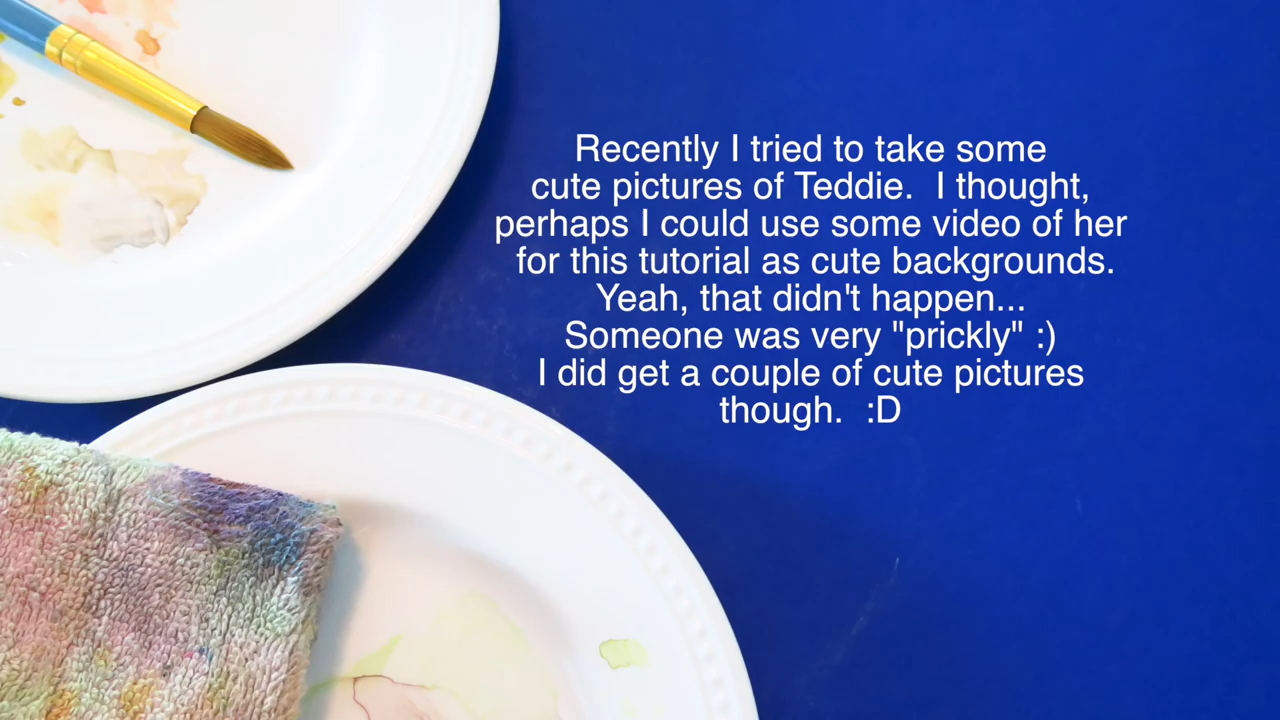 Recently I tried to take some
cute pictures of Teddie.  I thought,
perhaps I could use some video of her
for this tutorial as cute backgrounds.
Yeah, that didn't happen...
Someone was very "prickly" :)
I did get a couple of cute pictures
though.  :D